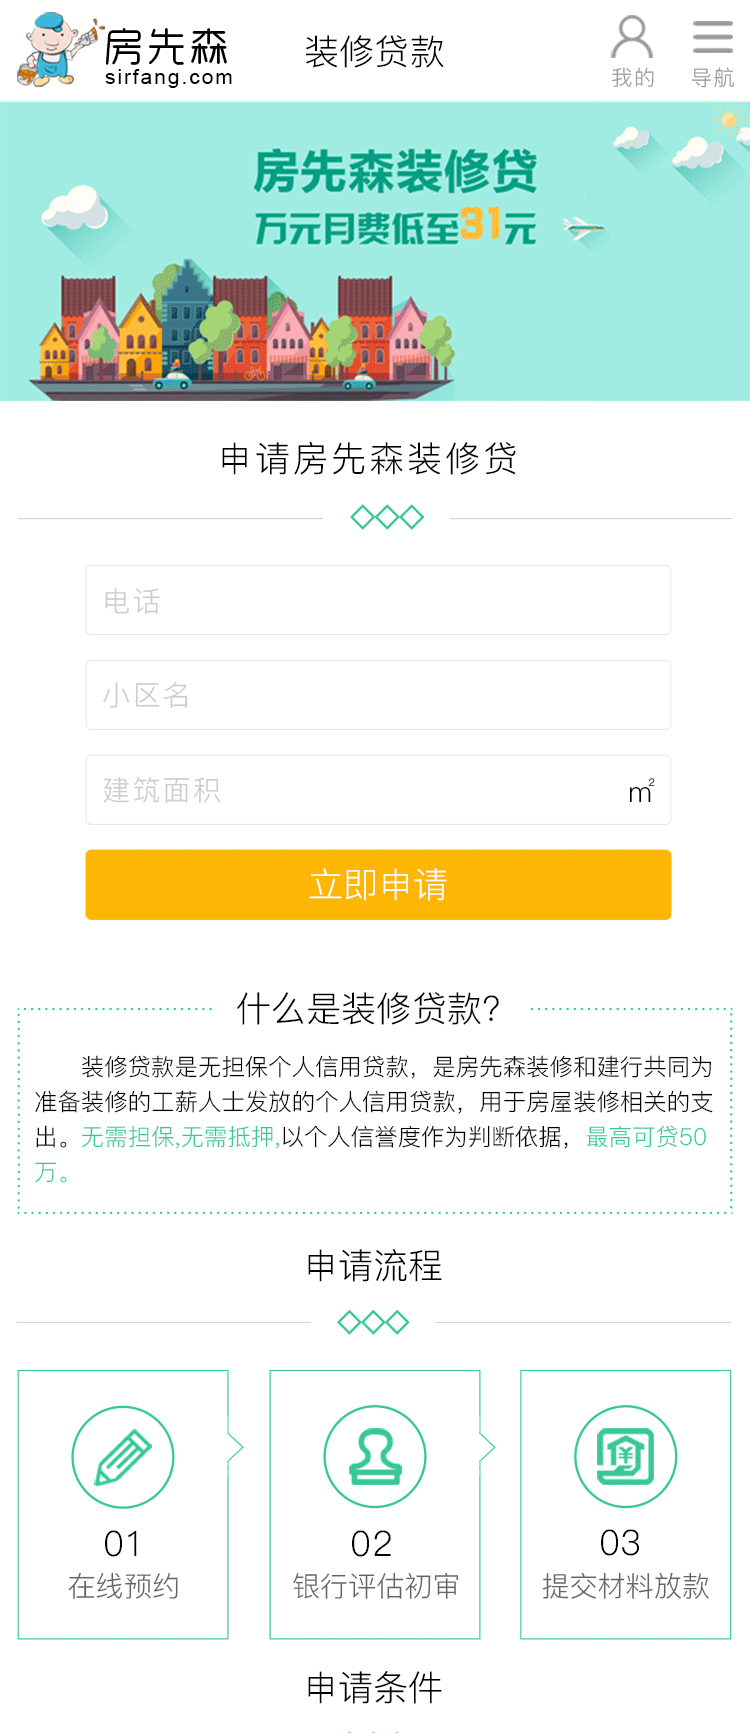 房先森
sirfang.com
装修贷款
我的
导航
房先森装修贷
万元月费低至31元
申请房先森装修贷
电话
小区名
建筑面积
m²
立即申请
什么是装修贷款?
装修贷款是无担保个人信用贷款，是房先森装修和建行共同为
准备装修的工薪人士发放的个人信用贷款，用于房屋装修相关的支
出。无需担保,无需抵押,以个人信誉度作为判断依据，最高可贷50
万。
申请流程
01
在线预约
02
银行评估初审
03
提交材料放款
申请条件